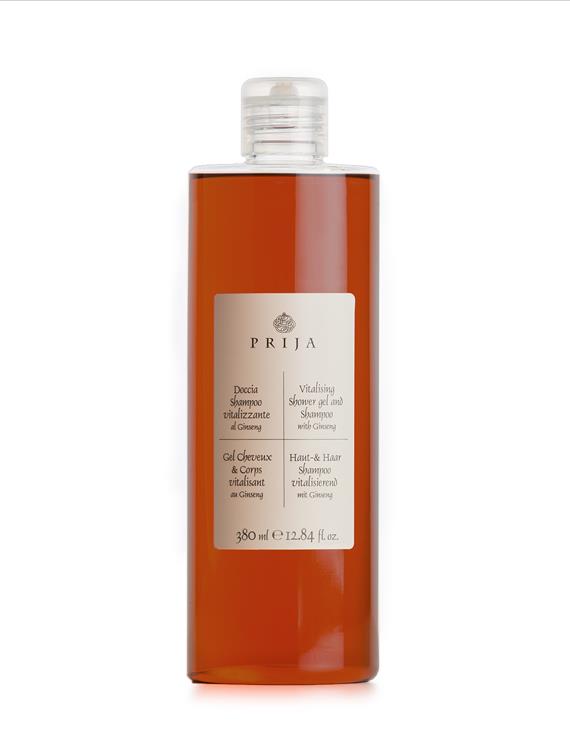 PRIJA
Doccia
Shampoo
vitalizzante
al Ginseng
Vitalising
Shower gel and
Shampoo
with Ginseng
Gel Cheveux
& Corps
vitalisant
au Ginseng
Haut-& Haar
Shampoo
vitalisierend
mit Ginseng
380 ml ℮ 12.84 fl. oz.